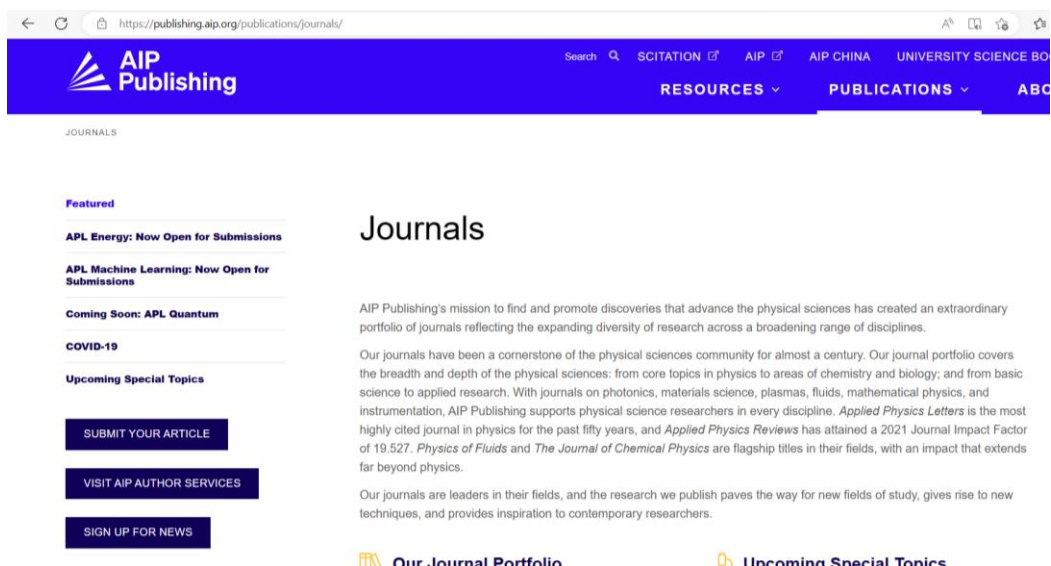 https://publishing.aip.org/publications/journals/
AIP
Publishing
Search
SCITATION
AIP
AIP CHINA
UNIVERSITY SCIENCE BO
RESOURCES
PUBLICATIONS
ABO
JOURNALS
Featured
APL Energy: Now Open for Submissions
APL Machine Learning: Now Open for
Submissions
Coming Soon: APL Quantum
COVID-19
Upcoming Special Topics
SUBMIT YOUR ARTICLE
VISIT AIP AUTHOR SERVICES
SIGN UP FOR NEWS
Journals
AIP Publishing's mission to find and promote discoveries that advance the physical sciences has created an extraordinary
portfolio of journals reflecting the expanding diversity of research across a broadening range of disciplines.
Our journals have been a cornerstone of the physical sciences community for almost a century. Our journal portfolio covers
the breadth and depth of the physical sciences: from core topics in physics to areas of chemistry and biology; and from basic
science to applied research. With journals on photonics, materials science, plasmas, fluids, mathematical physics, and
instrumentation, AIP Publishing supports physical science researchers in every discipline. Applied Physics Letters is the most
highly cited journal in physics for the past fifty years, and Applied Physics Reviews has attained a 2021 Journal Impact Factor
of 19.527. Physics of Fluids and The Journal of Chemical Physics are flagship titles in their fields, with an impact that extends
far beyond physics.
Our journals are leaders in their fields, and the research we publish paves the way for new fields of study, gives rise to new
techniques, and provides inspiration to contemporary researchers.
Our Journal Portfolio
Upcoming Special Topics